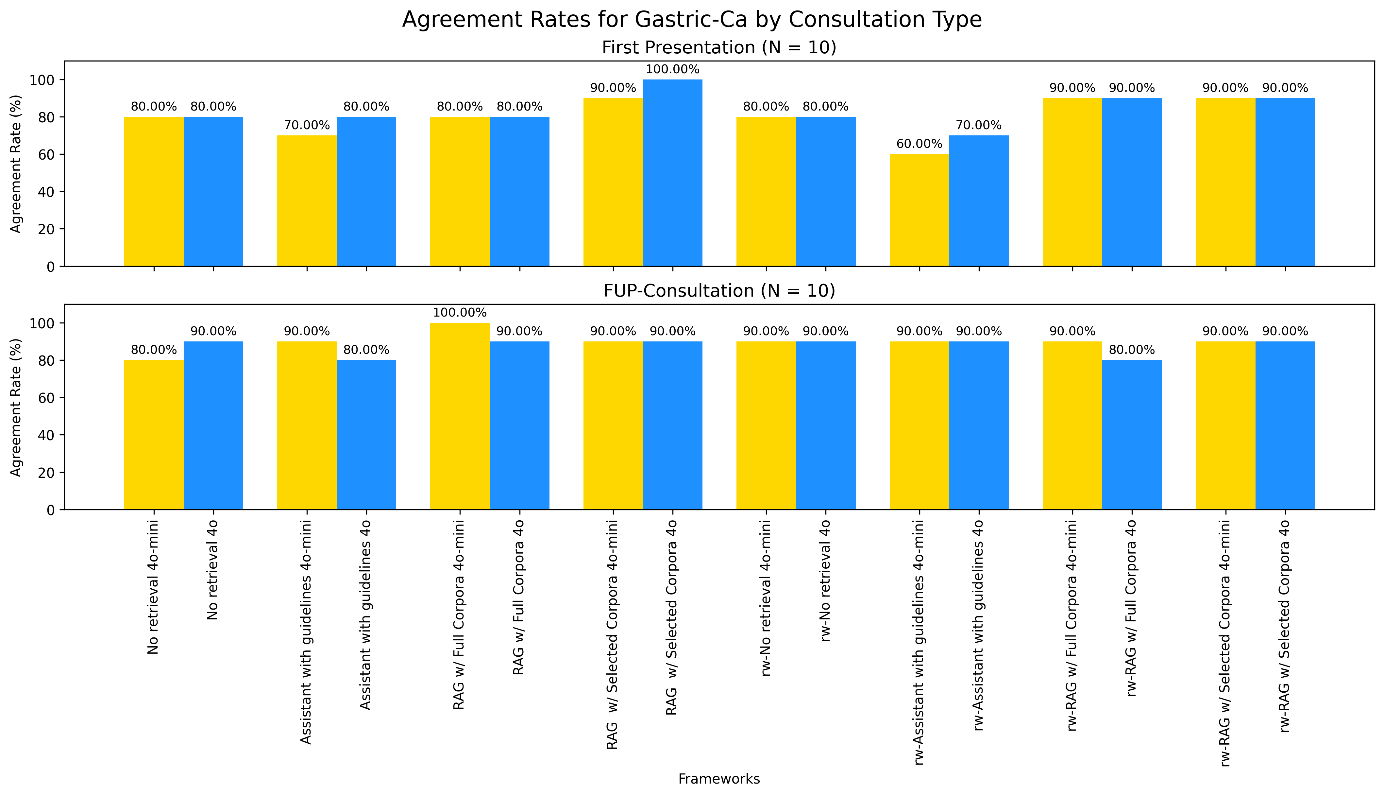 Agreement Rates for Gastric-Ca by Consultation Type
First Presentation (N = 10)
Agreement Rate (%)
100
80
60
40
20
0
80.00% 80.00% 70.00% 80.00% 80.00% 80.00% 90.00% 100.00% 80.00% 80.00% 60.00% 70.00% 90.00% 90.00% 90.00% 90.00%
FUP-Consultation (N = 10)
Agreement Rate (%)
100
80
60
40
20
0
80.00% 90.00% 90.00% 80.00% 100.00% 90.00% 90.00% 90.00% 90.00% 90.00% 90.00% 90.00% 90.00% 80.00% 90.00% 90.00%
No retrieval 4o-mini
No retrieval 4o
Assistant with guidelines 4o-mini
Assistant with guidelines 4o
RAG w/ Full Corpora 4o-mini
RAG w/ Full Corpora 4o
RAG  w/ Selected Corpora 4o-mini
RAG  w/ Selected Corpora 4o
rw-No retrieval 4o-mini
rw-No retrieval 4o
rw-Assistant with guidelines 4o-mini
rw-Assistant with guidelines 4o
rw-RAG w/ Full Corpora 4o-mini
rw-RAG w/ Full Corpora 4o
rw-RAG w/ Selected Corpora 4o-mini
rw-RAG w/ Selected Corpora 4o
Frameworks